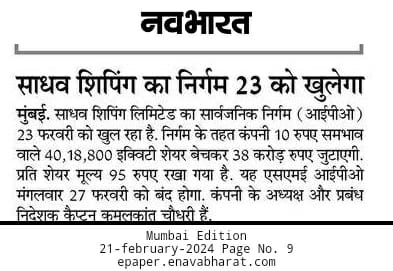 नवभारत
साधव शिपिंग का निर्गम 23 को खुलेगा
मुंबई. साधव शिपिंग लिमिटेड का सार्वजनिक निर्गम (आईपीओ)
23 फरवरी को खुल रहा है. निर्गम के तहत कंपनी 10 रुपए समभाव
वाले 40,18,800 इक्विटी शेयर बेचकर 38 करोड़ रुपए जुटाएगी.
प्रति शेयर मूल्य 95 रुपए रखा गया है. यह एसएमई आईपीओ
मंगलवार 27 फरवरी को बंद होगा. कंपनी के अध्यक्ष और प्रबंध
निदेशक कैप्टन कमलकांत चौधरी हैं.
Mumbai Edition
21-february-2024 Page No. 9
epaper.enavabharat.com